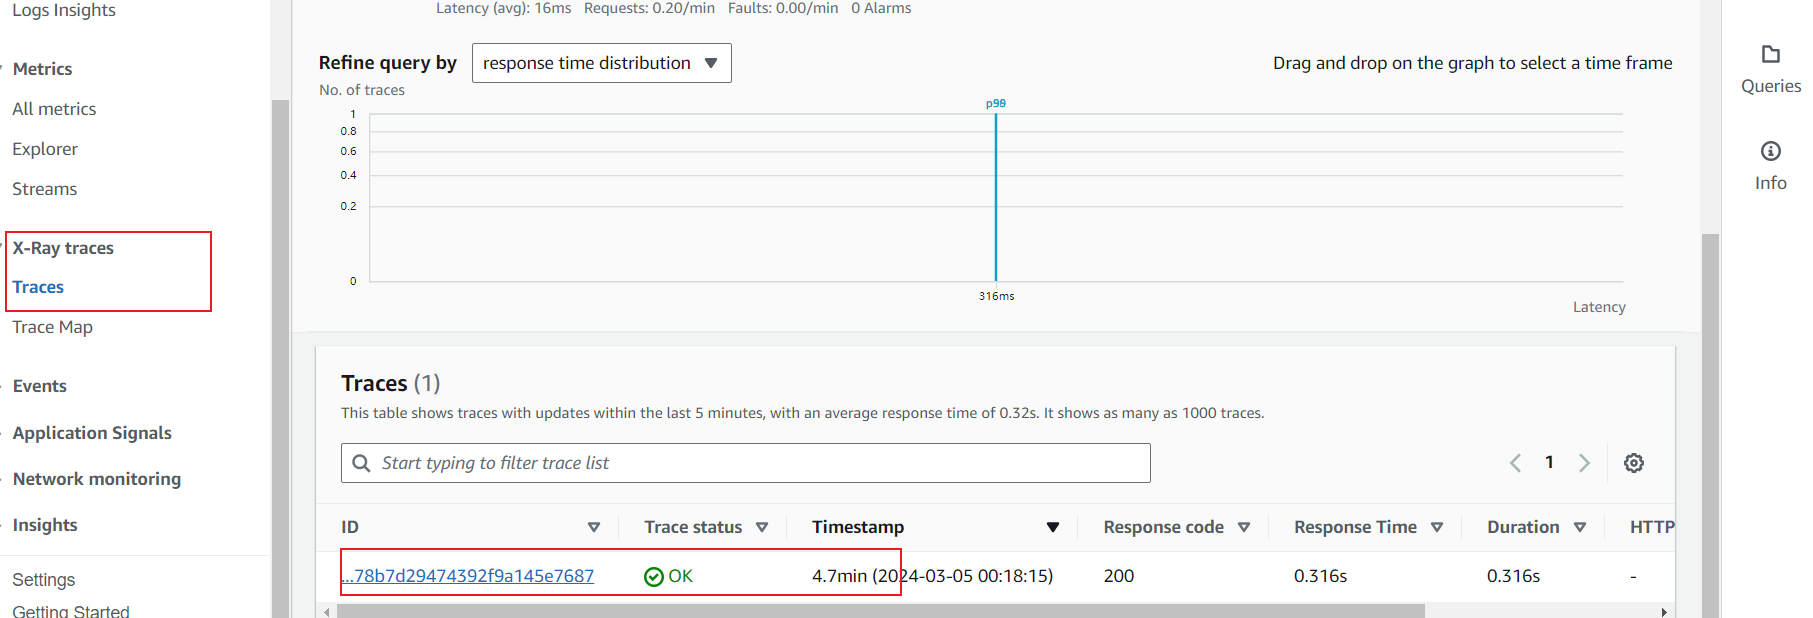 Logs Insights
Metrics
All metrics
Explorer
Streams
X-Ray traces
Traces
Trace Map
Events
Application Signals
Network monitoring
Insights
Settings
Getting Started
Latency (avg): 16ms Requests: 0.20/min Faults: 0.00/min 0 Alarms
Refine query by response time distribution Drag and drop on the graph to select a time frame
No. of traces
p99
1
0.8
0.6
0.4
0.2
0
316ms
Latency
Traces (1)
This table shows traces with updates within the last 5 minutes, with an average response time of 0.32s. It shows as many as 1000 traces.
Start typing to filter trace list 1
ID Trace status Timestamp Response code Response Time Duration HTTP
...78b7d29474392f9a145e7687 OK 4.7min (2024-03-05 00:18:15) 200 0.316s 0.316s -
Queries
Info